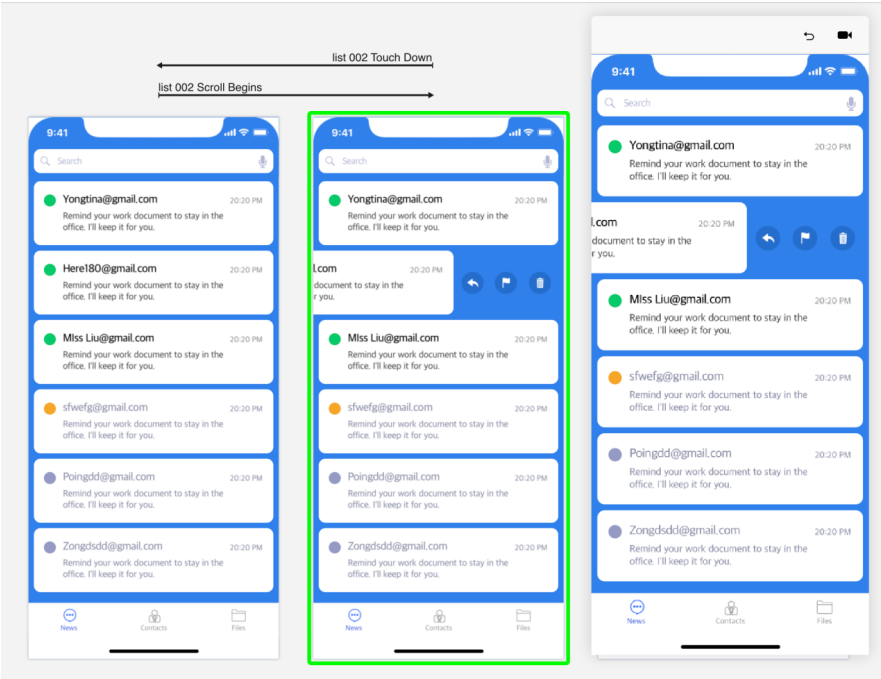 list 002 Touch Down
list 002 Scroll Begins
9:41
Search
Yongtina@gmail.com 20:20 PM
Remind your work document to stay in the
office. I'll keep it for you.
Here180@gmail.com 20:20 PM
Remind your work document to stay in the
office. I'll keep it for you.
MIss Liu@gmail.com 20:20 PM
Remind your work document to stay in the
office. I'll keep it for you.
sfwefg@gmail.com 20:20 PM
Remind your work document to stay in the
office. I'll keep it for you.
Poingdd@gmail.com 20:20 PM
Remind your work document to stay in the
office. I'll keep it for you.
Zongdsdd@gmail.com 20:20 PM
Remind your work document to stay in the
office. I'll keep it for you.
News Contacts Files
9:41
Search
Yongtina@gmail.com 20:20 PM
Remind your work document to stay in the
office. I'll keep it for you.
l.com 20:20 PM
document to stay in the
r you.
MIss Liu@gmail.com 20:20 PM
Remind your work document to stay in the
office. I'll keep it for you.
sfwefg@gmail.com 20:20 PM
Remind your work document to stay in the
office. I'll keep it for you.
Poingdd@gmail.com 20:20 PM
Remind your work document to stay in the
office. I'll keep it for you.
Zongdsdd@gmail.com 20:20 PM
Remind your work document to stay in the
office. I'll keep it for you.
News Contacts Files
9:41
Search
Yongtina@gmail.com 20:20 PM
Remind your work document to stay in the
office. I'll keep it for you.
l.com 20:20 PM
document to stay in the
r you.
MIss Liu@gmail.com 20:20 PM
Remind your work document to stay in the
office. I'll keep it for you.
sfwefg@gmail.com 20:20 PM
Remind your work document to stay in the
office. I'll keep it for you.
Poingdd@gmail.com 20:20 PM
Remind your work document to stay in the
office. I'll keep it for you.
Zongdsdd@gmail.com 20:20 PM
Remind your work document to stay in the
office. I'll keep it for you.
News Contacts Files